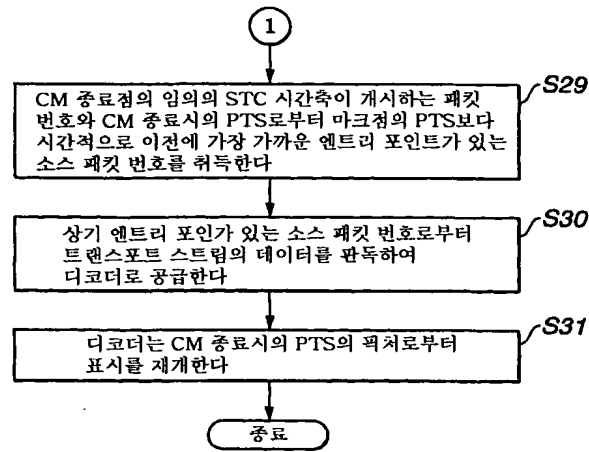 1
S29
CM 종료점의 임의의 STC 시간축이 개시하는 패킷
번호와 CM 종료시의 PTS로부터 마크점의 PTS보다
시간적으로 이전에 가장 가까운 엔트리 포인트가 있는
소스 패킷 번호를 취득한다
S30
상기 엔트리 포인가 있는 소스 패킷 번호로부터
트랜스포트 스트림의 데이터를 판독하여
디코더로 공급한다
S31
디코더는 CM 종료시의 PTS의 픽처로부터
표시를 재개한다
종료